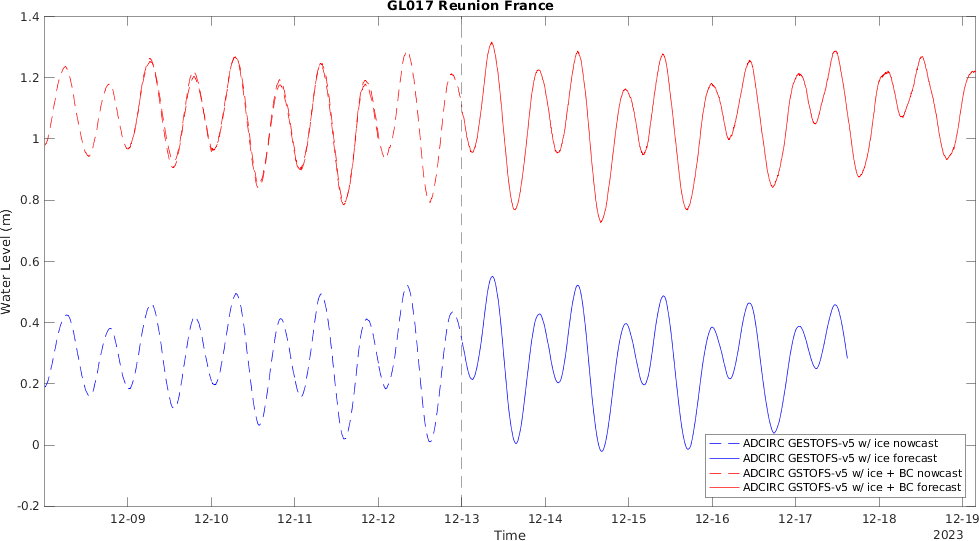 GL017 Reunion France
1.4
1.2
1
0.8
0.6
0.4
0.2
0
-0.2
Water Level (m)
ADCIRC GESTOFS-v5 w/ ice nowcast
ADCIRC GESTOFS-v5 w/ ice forecast
ADCIRC GSTOFS-v5 w/ ice + BC nowcast
ADCIRC GSTOFS-v5 w/ ice + BC forecast
12-09 12-10 12-11 12-12 12-13 12-14 12-15 12-16 12-17 12-18 12-19
Time
2023